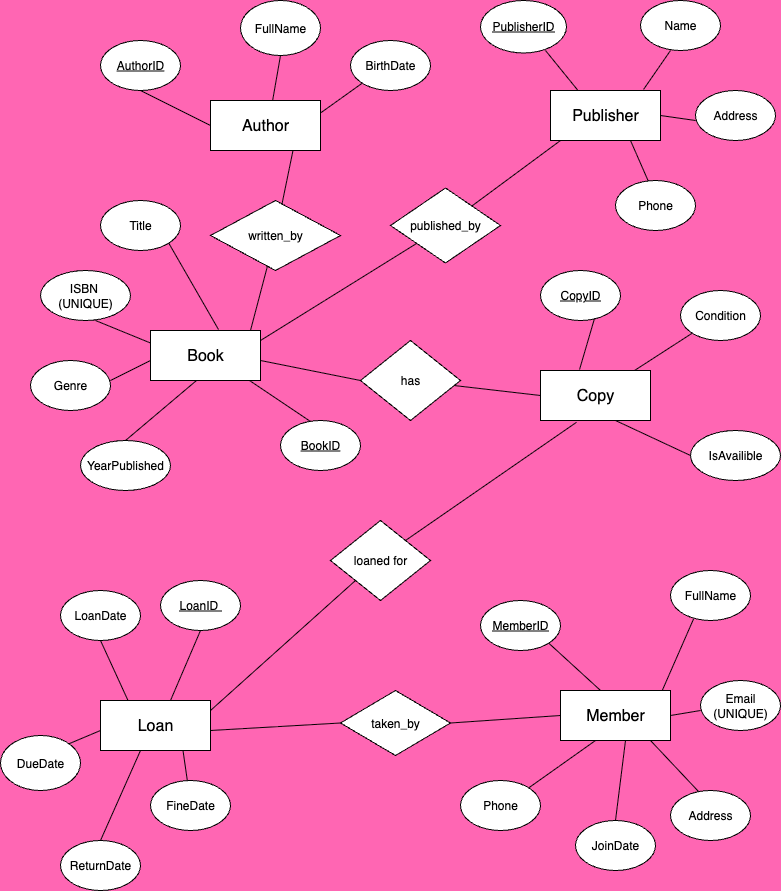 FullName
PublisherID
Name
AuthorID
BirthDate
Author
Publisher
Address
Phone
Title
written_by
published_by
ISBN
(UNIQUE)
CopyID
Condition
Book
has
Genre
Copy
BookID
YearPublished
IsAvailible
loaned for
LoanDate
LoanID
MemberID
FullName
Loan
taken_by
Member
Email
(UNIQUE)
DueDate
FineDate
Phone
Address
JoinDate
ReturnDate